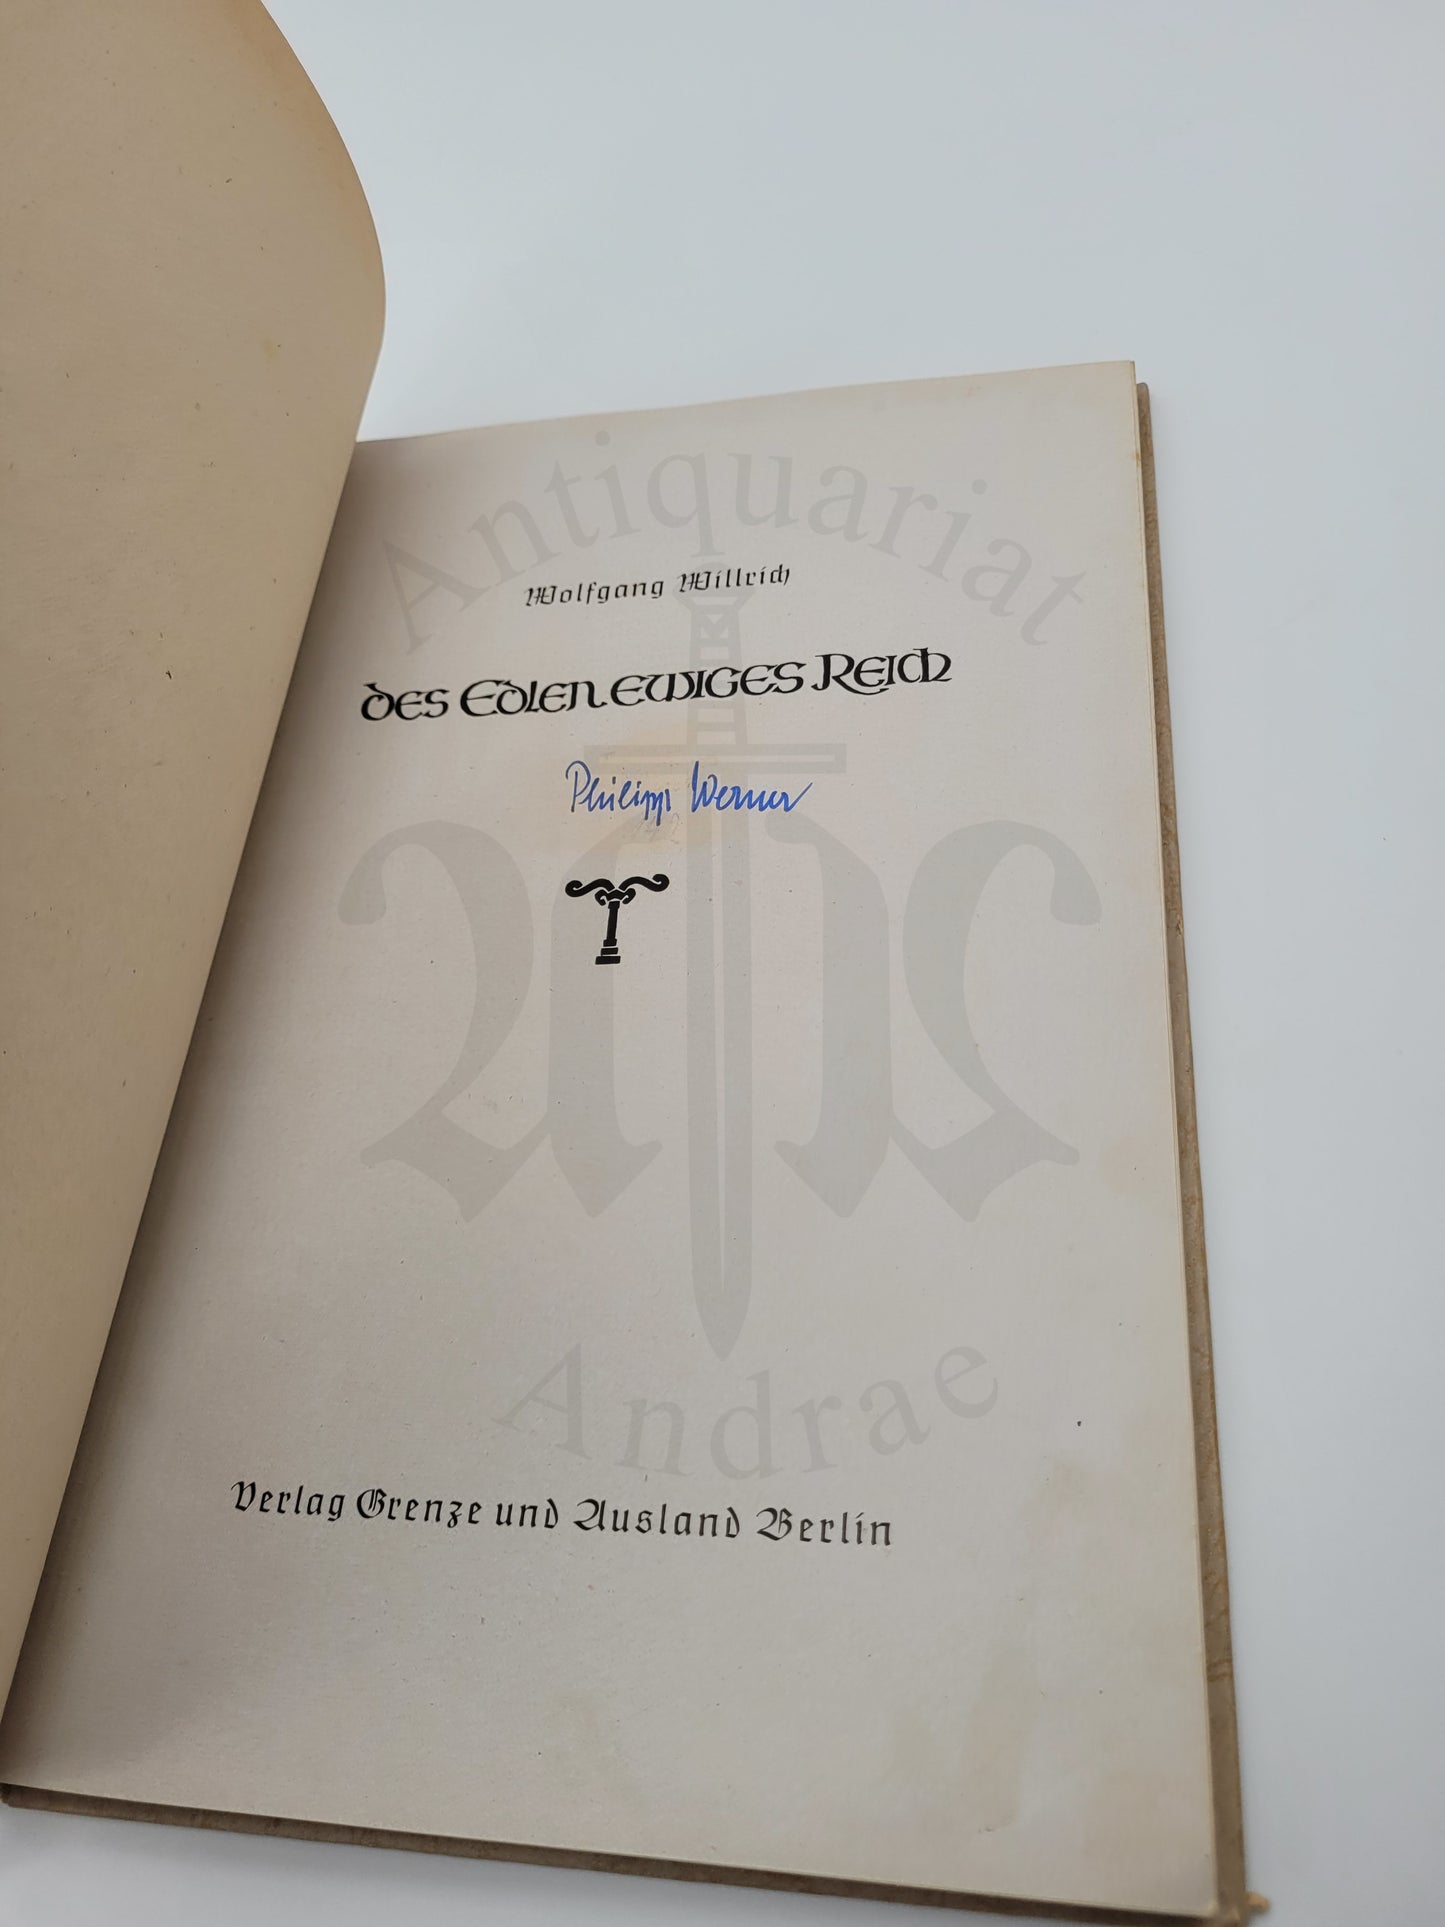 Antiquariat
Wolfgang Willrich
DES EDLEN EWIGES REICH
Philipp Werner
Andrae
Verlag Grenze und Ausland Berlin